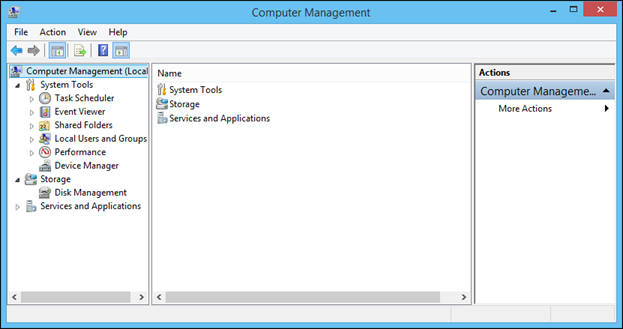 Computer Management
File Action View Help
Computer Management (Local
System Tools
Task Scheduler
Event Viewer
Shared Folders
Local Users and Groups
Performance
Device Manager
Storage
Disk Management
Services and Applications
Name
System Tools
Storage
Services and Applications
Actions
Computer Manageme...
More Actions